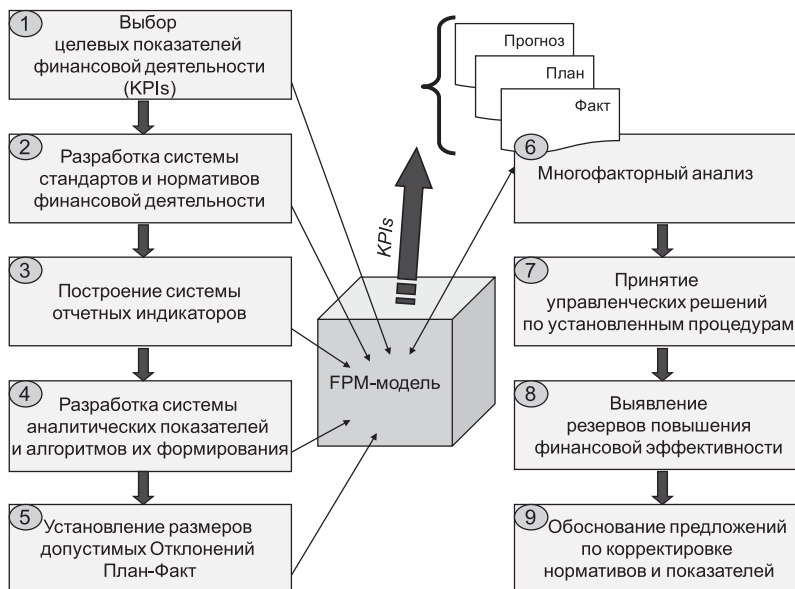 1
Выбор
целевых показателей
финансовой деятельности
(KPIs)
2
Разработка системы
стандартов и нормативов
финансовой деятельности
3
Построение системы
отчетных индикаторов
4
Разработка системы
аналитических показателей
и алгоритмов их формирования
5
Установление размеров
допустимых Отклонений
План-Факт
KPIs
FPM-модель
Прогноз
План
Факт
6
Многофакторный анализ
7
Принятие
управленческих решений
по установленным процедурам
8
Выявление
резервов повышения
финансовой эффективности
9
Обоснование предложений
по корректировке
нормативов и показателей